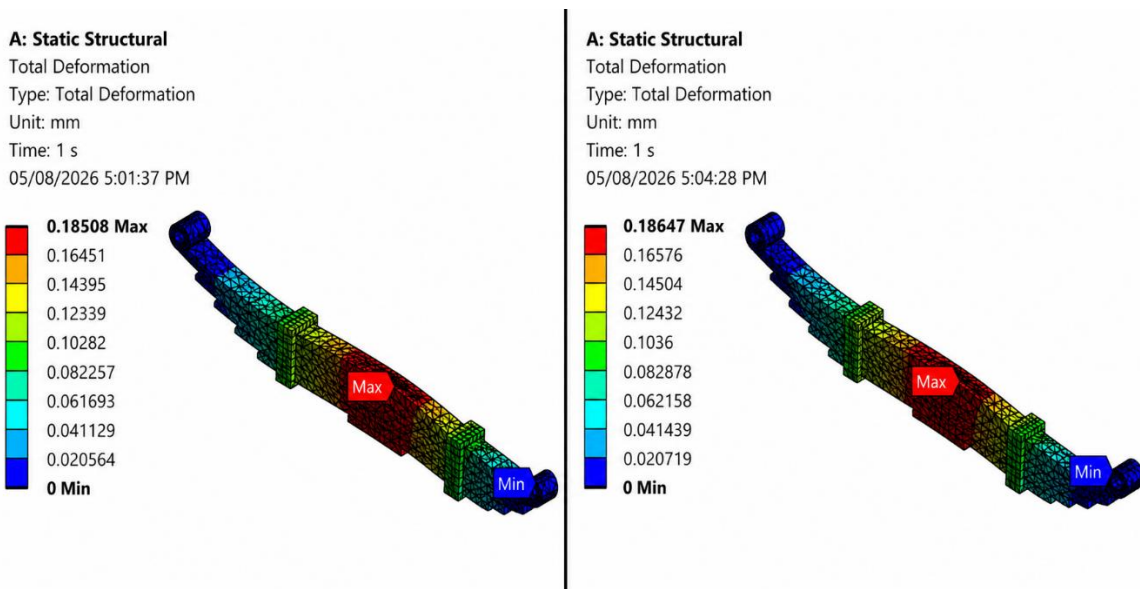 A: Static Structural
Total Deformation
Type: Total Deformation
Unit: mm
Time: 1 s
05/08/2026 5:01:37 PM
0.18508 Max
0.16451
0.14395
0.12339
0.10282
0.082257
0.061693
0.041129
0.020564
0 Min
Max
Min
A: Static Structural
Total Deformation
Type: Total Deformation
Unit: mm
Time: 1 s
05/08/2026 5:04:28 PM
0.18647 Max
0.16576
0.14504
0.12432
0.1036
0.082878
0.062158
0.041439
0.020719
0 Min
Max
Min